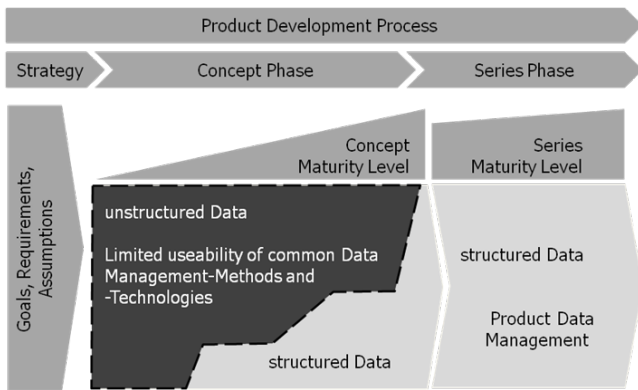 Product Development Process
Strategy
Concept Phase
Series Phase
Goals, Requirements,
Assumptions
Concept
Maturity Level
Series
Maturity Level
unstructured Data
Limited useability of common Data
Management-Methods and
-Technologies
structured Data
structured Data
Product Data
Management